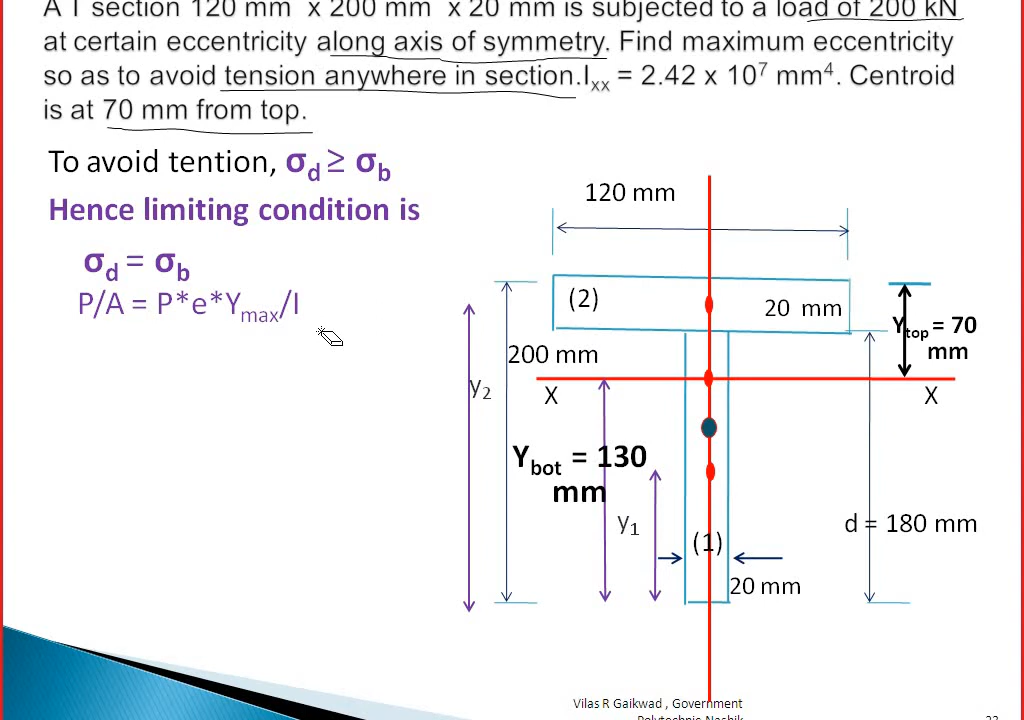 A T section 120 mm x 200 mm x 20 mm is subjected to a load of 200 kN
at certain eccentricity along axis of symmetry. Find maximum eccentricity
so as to avoid tension anywhere in section.Ixx = 2.42 x 10⁷ mm⁴. Centroid
is at 70 mm from top.
To avoid tention, σd ≥ σb
Hence limiting condition is
σd = σb
P/A = P*e*Ymax/I
120 mm
(2)
20 mm
Ytop = 70
mm
200 mm
y2
X
X
Ybot = 130
mm
y1
(1)
d = 180 mm
20 mm
Vilas R Gaikwad , Government
Polytechnic Nashik